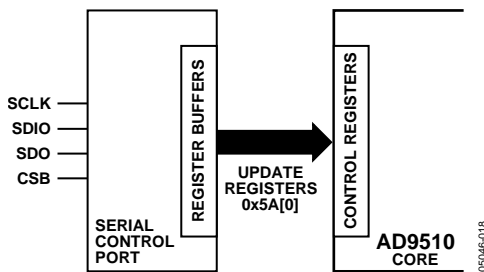 SCLK
SDIO
SDO
CSB
SERIAL
CONTROL
PORT
REGISTER BUFFERS
UPDATE
REGISTERS
0x5A[0]
CONTROL REGISTERS
AD9510
CORE
05046-018